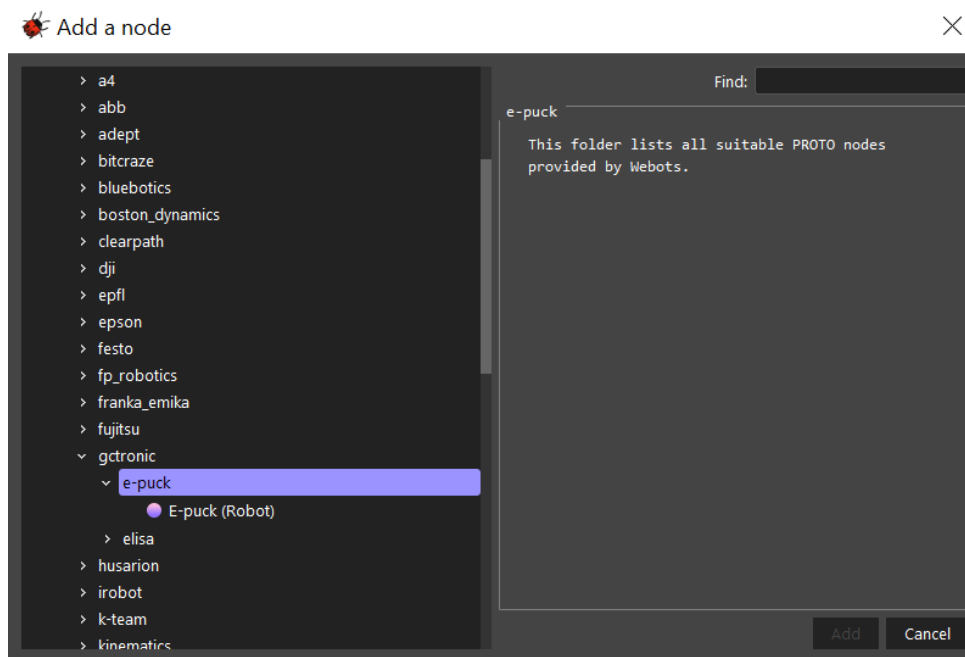 Add a node
a4
abb
adept
bitcraze
bluebotics
boston_dynamics
clearpath
dji
epfl
epson
festo
fp_robotics
franka_emika
fujitsu
gctronic
e-puck
E-puck (Robot)
elisa
husarion
irobot
k-team
kinematics
Find:
e-puck
This folder lists all suitable PROTO nodes
provided by Webots.
Add
Cancel